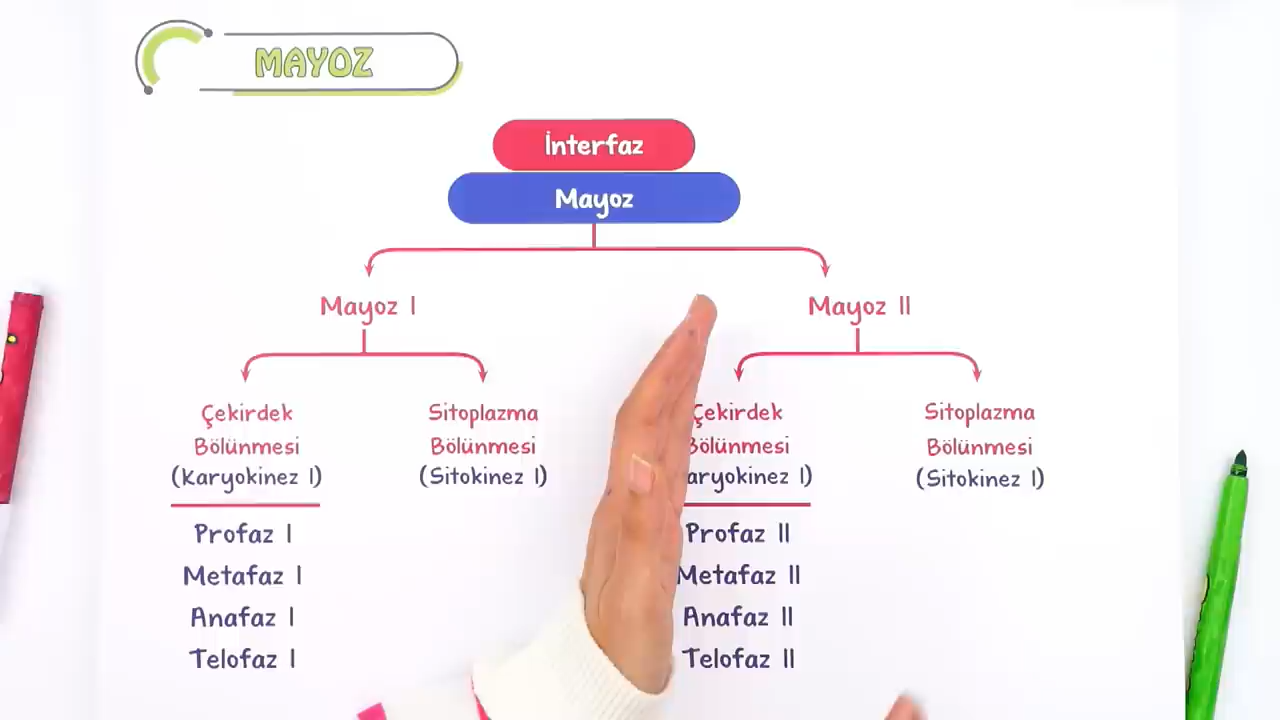 MAYOZ
İnterfaz
Mayoz
Mayoz I
Mayoz II
Çekirdek
Bölünmesi
(Karyokinez I)
Sitoplazma
Bölünmesi
(Sitokinez I)
Çekirdek
Bölünmesi
aryokinez I)
Sitoplazma
Bölünmesi
(Sitokinez I)
Profaz I
Metafaz I
Anafaz I
Telofaz I
Profaz II
Metafaz II
Anafaz II
Telofaz II